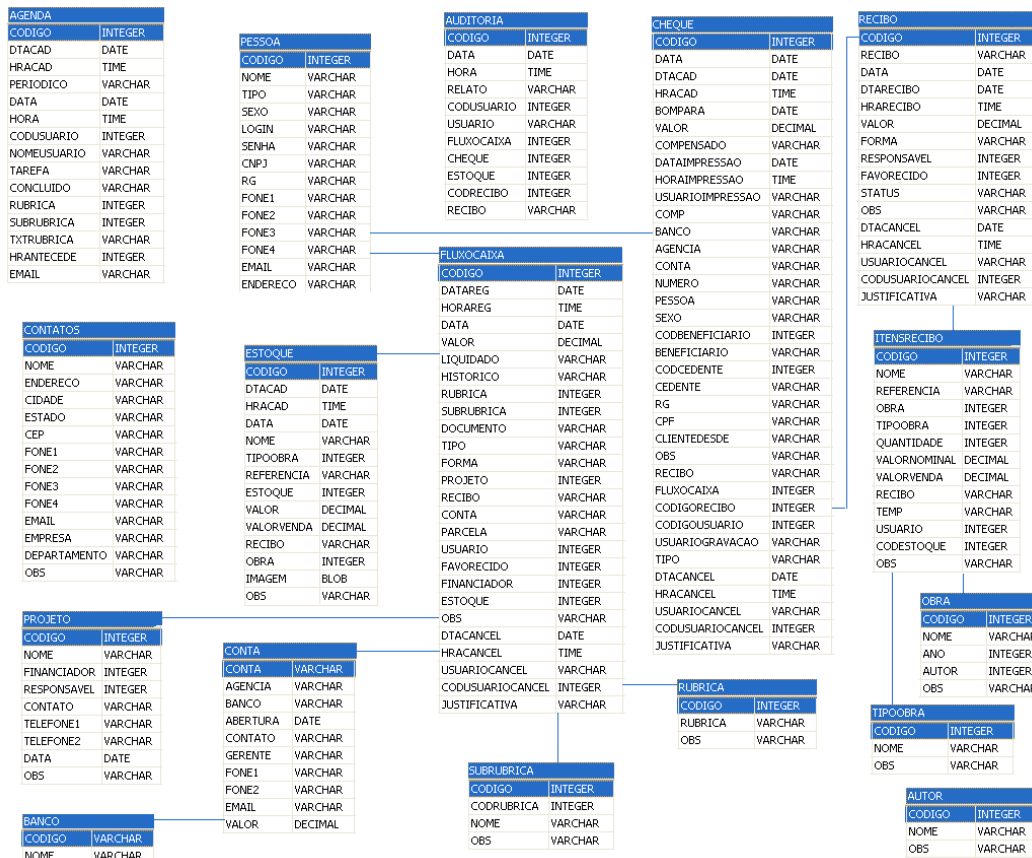 AGENDA
CODIGO INTEGER
DTACAD DATE
HRACAD TIME
PERIODICO VARCHAR
DATA DATE
HORA TIME
CODUSUARIO INTEGER
NOMEUSUARIO VARCHAR
TAREFA VARCHAR
CONCLUIDO VARCHAR
RUBRICA INTEGER
SUBRUBRICA INTEGER
TXTRUBRICA VARCHAR
HRANTECEDE INTEGER
EMAIL VARCHAR
PESSOA
CODIGO INTEGER
NOME VARCHAR
TIPO VARCHAR
SEXO VARCHAR
LOGIN VARCHAR
SENHA VARCHAR
CNPJ VARCHAR
RG VARCHAR
FONE1 VARCHAR
FONE2 VARCHAR
FONE3 VARCHAR
FONE4 VARCHAR
EMAIL VARCHAR
ENDERECO VARCHAR
AUDITORIA
CODIGO INTEGER
DATA DATE
HORA TIME
RELATO VARCHAR
CODUSUARIO INTEGER
USUARIO VARCHAR
FLUXOCAIXA INTEGER
CHEQUE INTEGER
ESTOQUE INTEGER
CODRECIBO INTEGER
RECIBO VARCHAR
CHEQUE
CODIGO INTEGER
DATA DATE
DTACAD DATE
HRACAD TIME
BOMPARA DATE
VALOR DECIMAL
COMPENSADO VARCHAR
DATAIMPRESSAO DATE
HORAIMPRESSAO TIME
USUARIOIMPRESSAO VARCHAR
COMP VARCHAR
BANCO VARCHAR
AGENCIA VARCHAR
CONTA VARCHAR
NUMERO VARCHAR
PESSOA VARCHAR
SEXO VARCHAR
CODBENEFICIARIO INTEGER
BENEFICIARIO VARCHAR
CODCEDENTE INTEGER
CEDENTE VARCHAR
RG VARCHAR
CPF VARCHAR
CLIENTEDESDE VARCHAR
OBS VARCHAR
RECIBO VARCHAR
FLUXOCAIXA INTEGER
CODIGORECIBO INTEGER
CODIGOUSUARIO INTEGER
USUARIOGRAVACAO VARCHAR
TIPO VARCHAR
DTACANCEL DATE
HRACANCEL TIME
USUARIOCANCEL VARCHAR
CODUSUARIOCANCEL INTEGER
JUSTIFICATIVA VARCHAR
RECIBO
CODIGO INTEGER
RECIBO VARCHAR
DATA DATE
DTARECIBO DATE
HRARECIBO TIME
VALOR DECIMAL
FORMA VARCHAR
RESPONSAVEL INTEGER
FAVORECIDO INTEGER
STATUS VARCHAR
OBS VARCHAR
DTACANCEL DATE
HRACANCEL TIME
USUARIOCANCEL VARCHAR
CODUSUARIOCANCEL INTEGER
JUSTIFICATIVA VARCHAR
FLUXOCAIXA
CODIGO INTEGER
DATAREG DATE
HORAREG TIME
DATA DATE
VALOR DECIMAL
LIQUIDADO VARCHAR
HISTORICO VARCHAR
RUBRICA INTEGER
SUBRUBRICA INTEGER
DOCUMENTO VARCHAR
TIPO VARCHAR
FORMA VARCHAR
PROJETO INTEGER
RECIBO VARCHAR
CONTA VARCHAR
PARCELA VARCHAR
USUARIO INTEGER
FAVORECIDO INTEGER
FINANCIADOR INTEGER
ESTOQUE INTEGER
OBS VARCHAR
DTACANCEL DATE
HRACANCEL TIME
USUARIOCANCEL VARCHAR
CODUSUARIOCANCEL INTEGER
JUSTIFICATIVA VARCHAR
CONTATOS
CODIGO INTEGER
NOME VARCHAR
ENDERECO VARCHAR
CIDADE VARCHAR
ESTADO VARCHAR
CEP VARCHAR
FONE1 VARCHAR
FONE2 VARCHAR
FONE3 VARCHAR
FONE4 VARCHAR
EMAIL VARCHAR
EMPRESA VARCHAR
DEPARTAMENTO VARCHAR
OBS VARCHAR
ESTOQUE
CODIGO INTEGER
DTACAD DATE
HRACAD TIME
DATA DATE
NOME VARCHAR
TIPOOBRA INTEGER
REFERENCIA VARCHAR
ESTOQUE INTEGER
VALOR DECIMAL
VALORVENDA DECIMAL
RECIBO VARCHAR
OBRA INTEGER
IMAGEM BLOB
OBS VARCHAR
ITENSRECIBO
CODIGO INTEGER
NOME VARCHAR
REFERENCIA VARCHAR
OBRA INTEGER
TIPOOBRA INTEGER
QUANTIDADE INTEGER
VALORNOMINAL DECIMAL
VALORVENDA DECIMAL
RECIBO VARCHAR
TEMP VARCHAR
USUARIO INTEGER
CODESTOQUE INTEGER
OBS VARCHAR
OBRA
CODIGO INTEGER
NOME VARCHAR
ANO INTEGER
AUTOR INTEGER
OBS VARCHAR
PROJETO
CODIGO INTEGER
NOME VARCHAR
FINANCIADOR INTEGER
RESPONSAVEL INTEGER
CONTATO VARCHAR
TELEFONE1 VARCHAR
TELEFONE2 VARCHAR
DATA DATE
OBS VARCHAR
CONTA
CONTA VARCHAR
AGENCIA VARCHAR
BANCO VARCHAR
ABERTURA DATE
CONTATO VARCHAR
GERENTE VARCHAR
FONE1 VARCHAR
FONE2 VARCHAR
EMAIL VARCHAR
VALOR DECIMAL
RUBRICA
CODIGO INTEGER
RUBRICA VARCHAR
OBS VARCHAR
TIPOOBRA
CODIGO INTEGER
NOME VARCHAR
OBS VARCHAR
SUBRUBRICA
CODIGO INTEGER
CODRUBRICA INTEGER
NOME VARCHAR
OBS VARCHAR
AUTOR
CODIGO INTEGER
NOME VARCHAR
OBS VARCHAR
BANCO
CODIGO VARCHAR
NOME VARCHAR